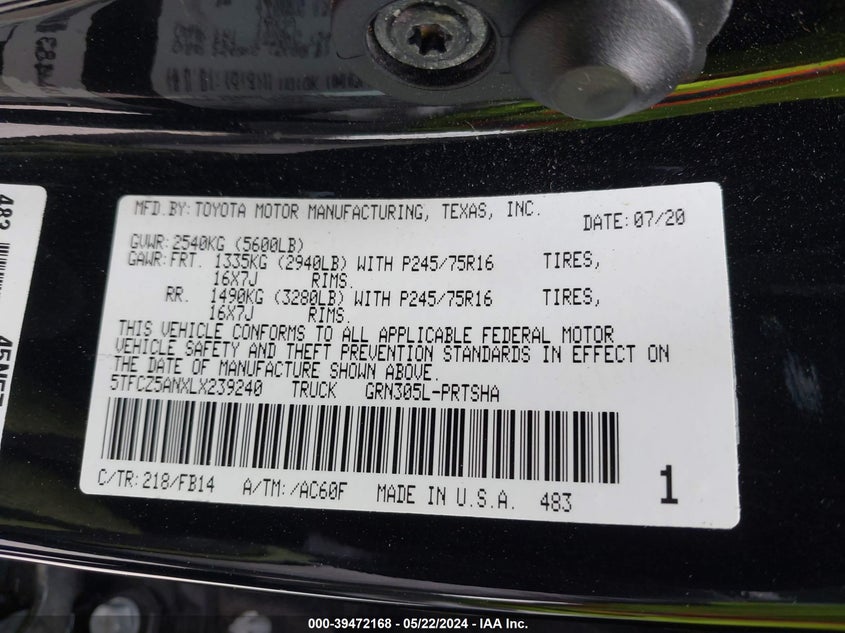 MFD.BY:TOYOTA MOTOR MANUFACTURING, TEXAS, INC.
DATE:07/20
GVWR:2540KG (5600LB)
GAWR:FRT. 1335KG (2940LB) WITH P245/75R16 TIRES,
16X7J RIMS.
RR. 1490KG (3280LB) WITH P245/75R16 TIRES,
16X7J RIMS.
THIS VEHICLE CONFORMS TO ALL APPLICABLE FEDERAL MOTOR
VEHICLE SAFETY AND THEFT PREVENTION STANDARDS IN EFFECT ON
THE DATE OF MANUFACTURE SHOWN ABOVE.
5TFCZ5ANXLX239240 TRUCK GRN305L-PRTSHA
C/TR:218/FB14 A/TM:/AC60F MADE IN U.S.A. 483
1
483
000-39472168 - 05/22/2024 - IAA Inc.